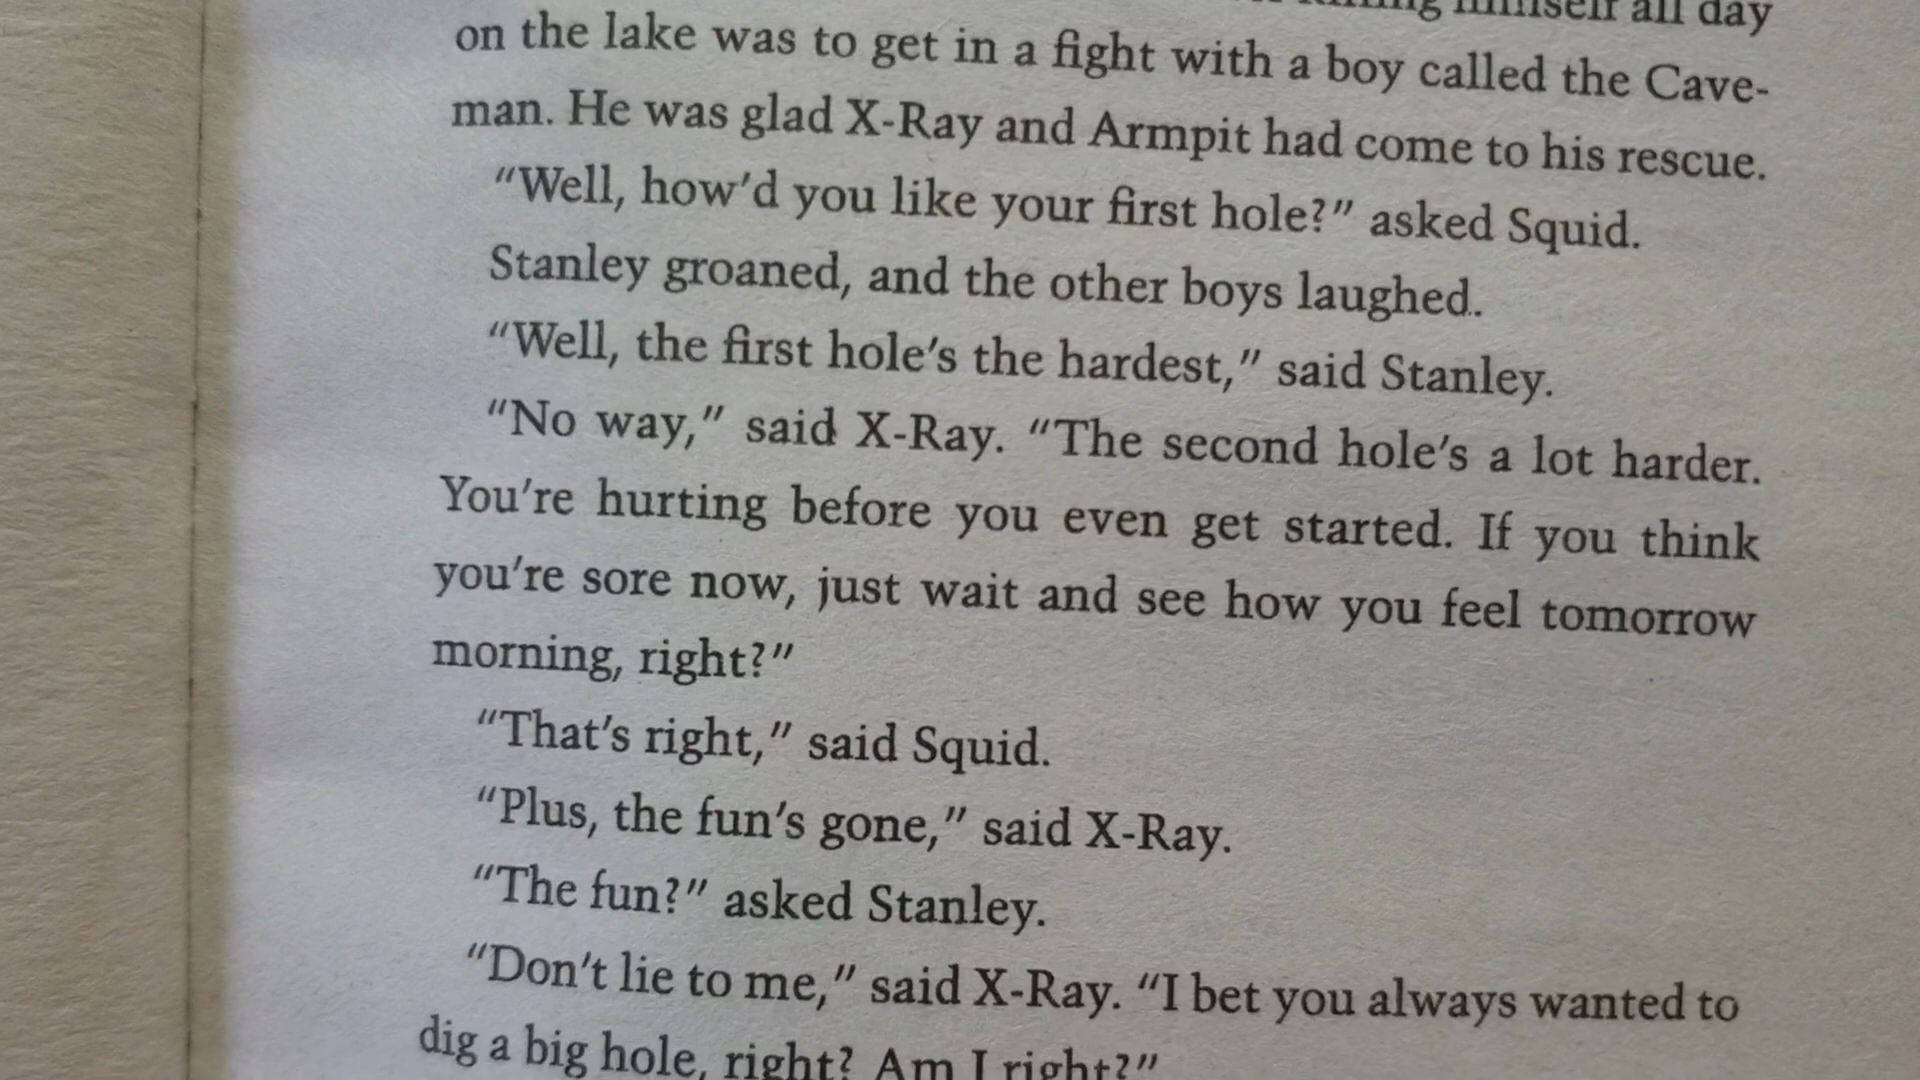 himself all day
on the lake was to get in a fight with a boy called the Cave-
man. He was glad X-Ray and Armpit had come to his rescue.
“Well, how’d you like your first hole?” asked Squid.
Stanley groaned, and the other boys laughed.
“Well, the first hole’s the hardest,” said Stanley.
“No way,” said X-Ray. “The second hole’s a lot harder.
You’re hurting before you even get started. If you think
you’re sore now, just wait and see how you feel tomorrow
morning, right?”
“That’s right,” said Squid.
“Plus, the fun’s gone,” said X-Ray.
“The fun?” asked Stanley.
“Don’t lie to me,” said X-Ray. “I bet you always wanted to
dig a big hole, right? Am I right?”